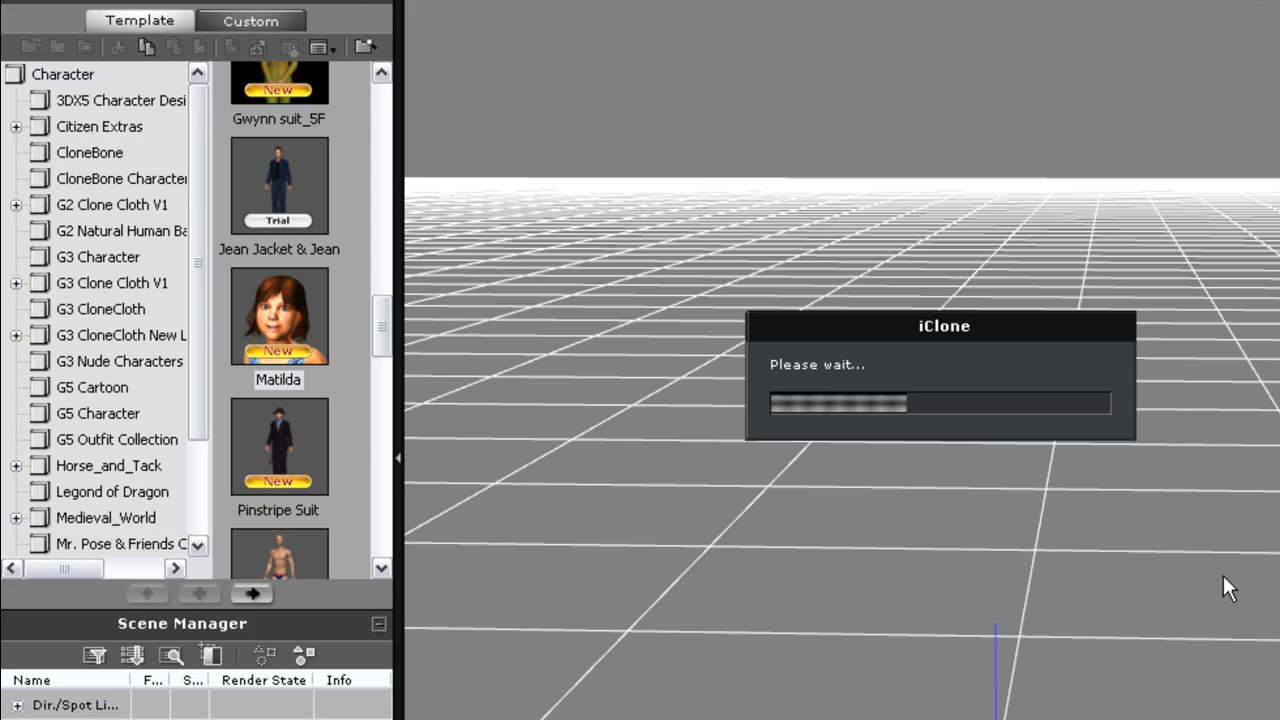 Template
Custom
Character
3DX5 Character Desi
Citizen Extras
CloneBone
CloneBone Character
G2 Clone Cloth V1
G2 Natural Human Ba
G3 Character
G3 Clone Cloth V1
G3 CloneCloth
G3 CloneCloth New L
G3 Nude Characters
G5 Cartoon
G5 Character
G5 Outfit Collection
Horse_and_Tack
Legend of Dragon
Medieval_World
Mr. Pose & Friends C
New
Gwynn suit_5F
Trial
Jean Jacket & Jean
New
Matilda
New
Pinstripe Suit
iClone
Please wait...
Scene Manager
Name
F...
S...
Render State
Info
Dir./Spot Li...